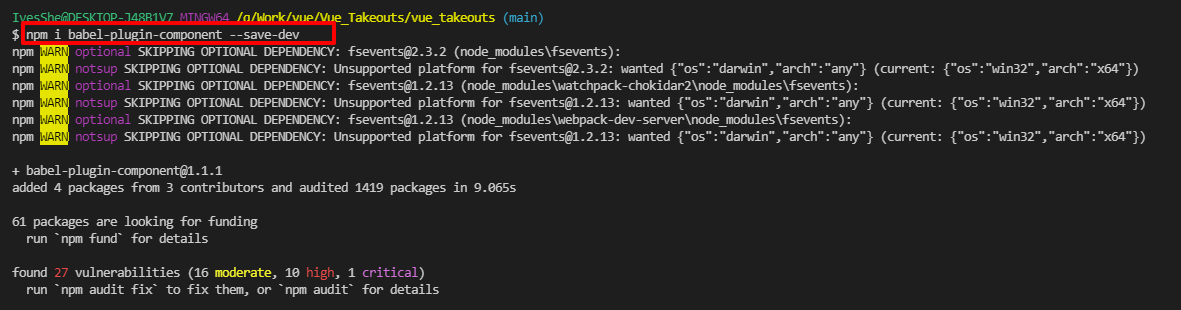 IvesShe@DESKTOP-J48B1V7 MINGW64 /g/Work/vue/Vue_Takeouts/vue_takeouts (main)
$ npm i babel-plugin-component --save-dev
npm WARN optional SKIPPING OPTIONAL DEPENDENCY: fsevents@2.3.2 (node_modules\fsevents):
npm WARN notsup SKIPPING OPTIONAL DEPENDENCY: Unsupported platform for fsevents@2.3.2: wanted {"os":"darwin","arch":"any"} (current: {"os":"win32","arch":"x64"})
npm WARN optional SKIPPING OPTIONAL DEPENDENCY: fsevents@1.2.13 (node_modules\watchpack-chokidar2\node_modules\fsevents):
npm WARN notsup SKIPPING OPTIONAL DEPENDENCY: Unsupported platform for fsevents@1.2.13: wanted {"os":"darwin","arch":"any"} (current: {"os":"win32","arch":"x64"})
npm WARN optional SKIPPING OPTIONAL DEPENDENCY: fsevents@1.2.13 (node_modules\webpack-dev-server\node_modules\fsevents):
npm WARN notsup SKIPPING OPTIONAL DEPENDENCY: Unsupported platform for fsevents@1.2.13: wanted {"os":"darwin","arch":"any"} (current: {"os":"win32","arch":"x64"})
+ babel-plugin-component@1.1.1
added 4 packages from 3 contributors and audited 1419 packages in 9.065s
61 packages are looking for funding
run `npm fund` for details
found 27 vulnerabilities (16 moderate, 10 high, 1 critical)
run `npm audit fix` to fix them, or `npm audit` for details